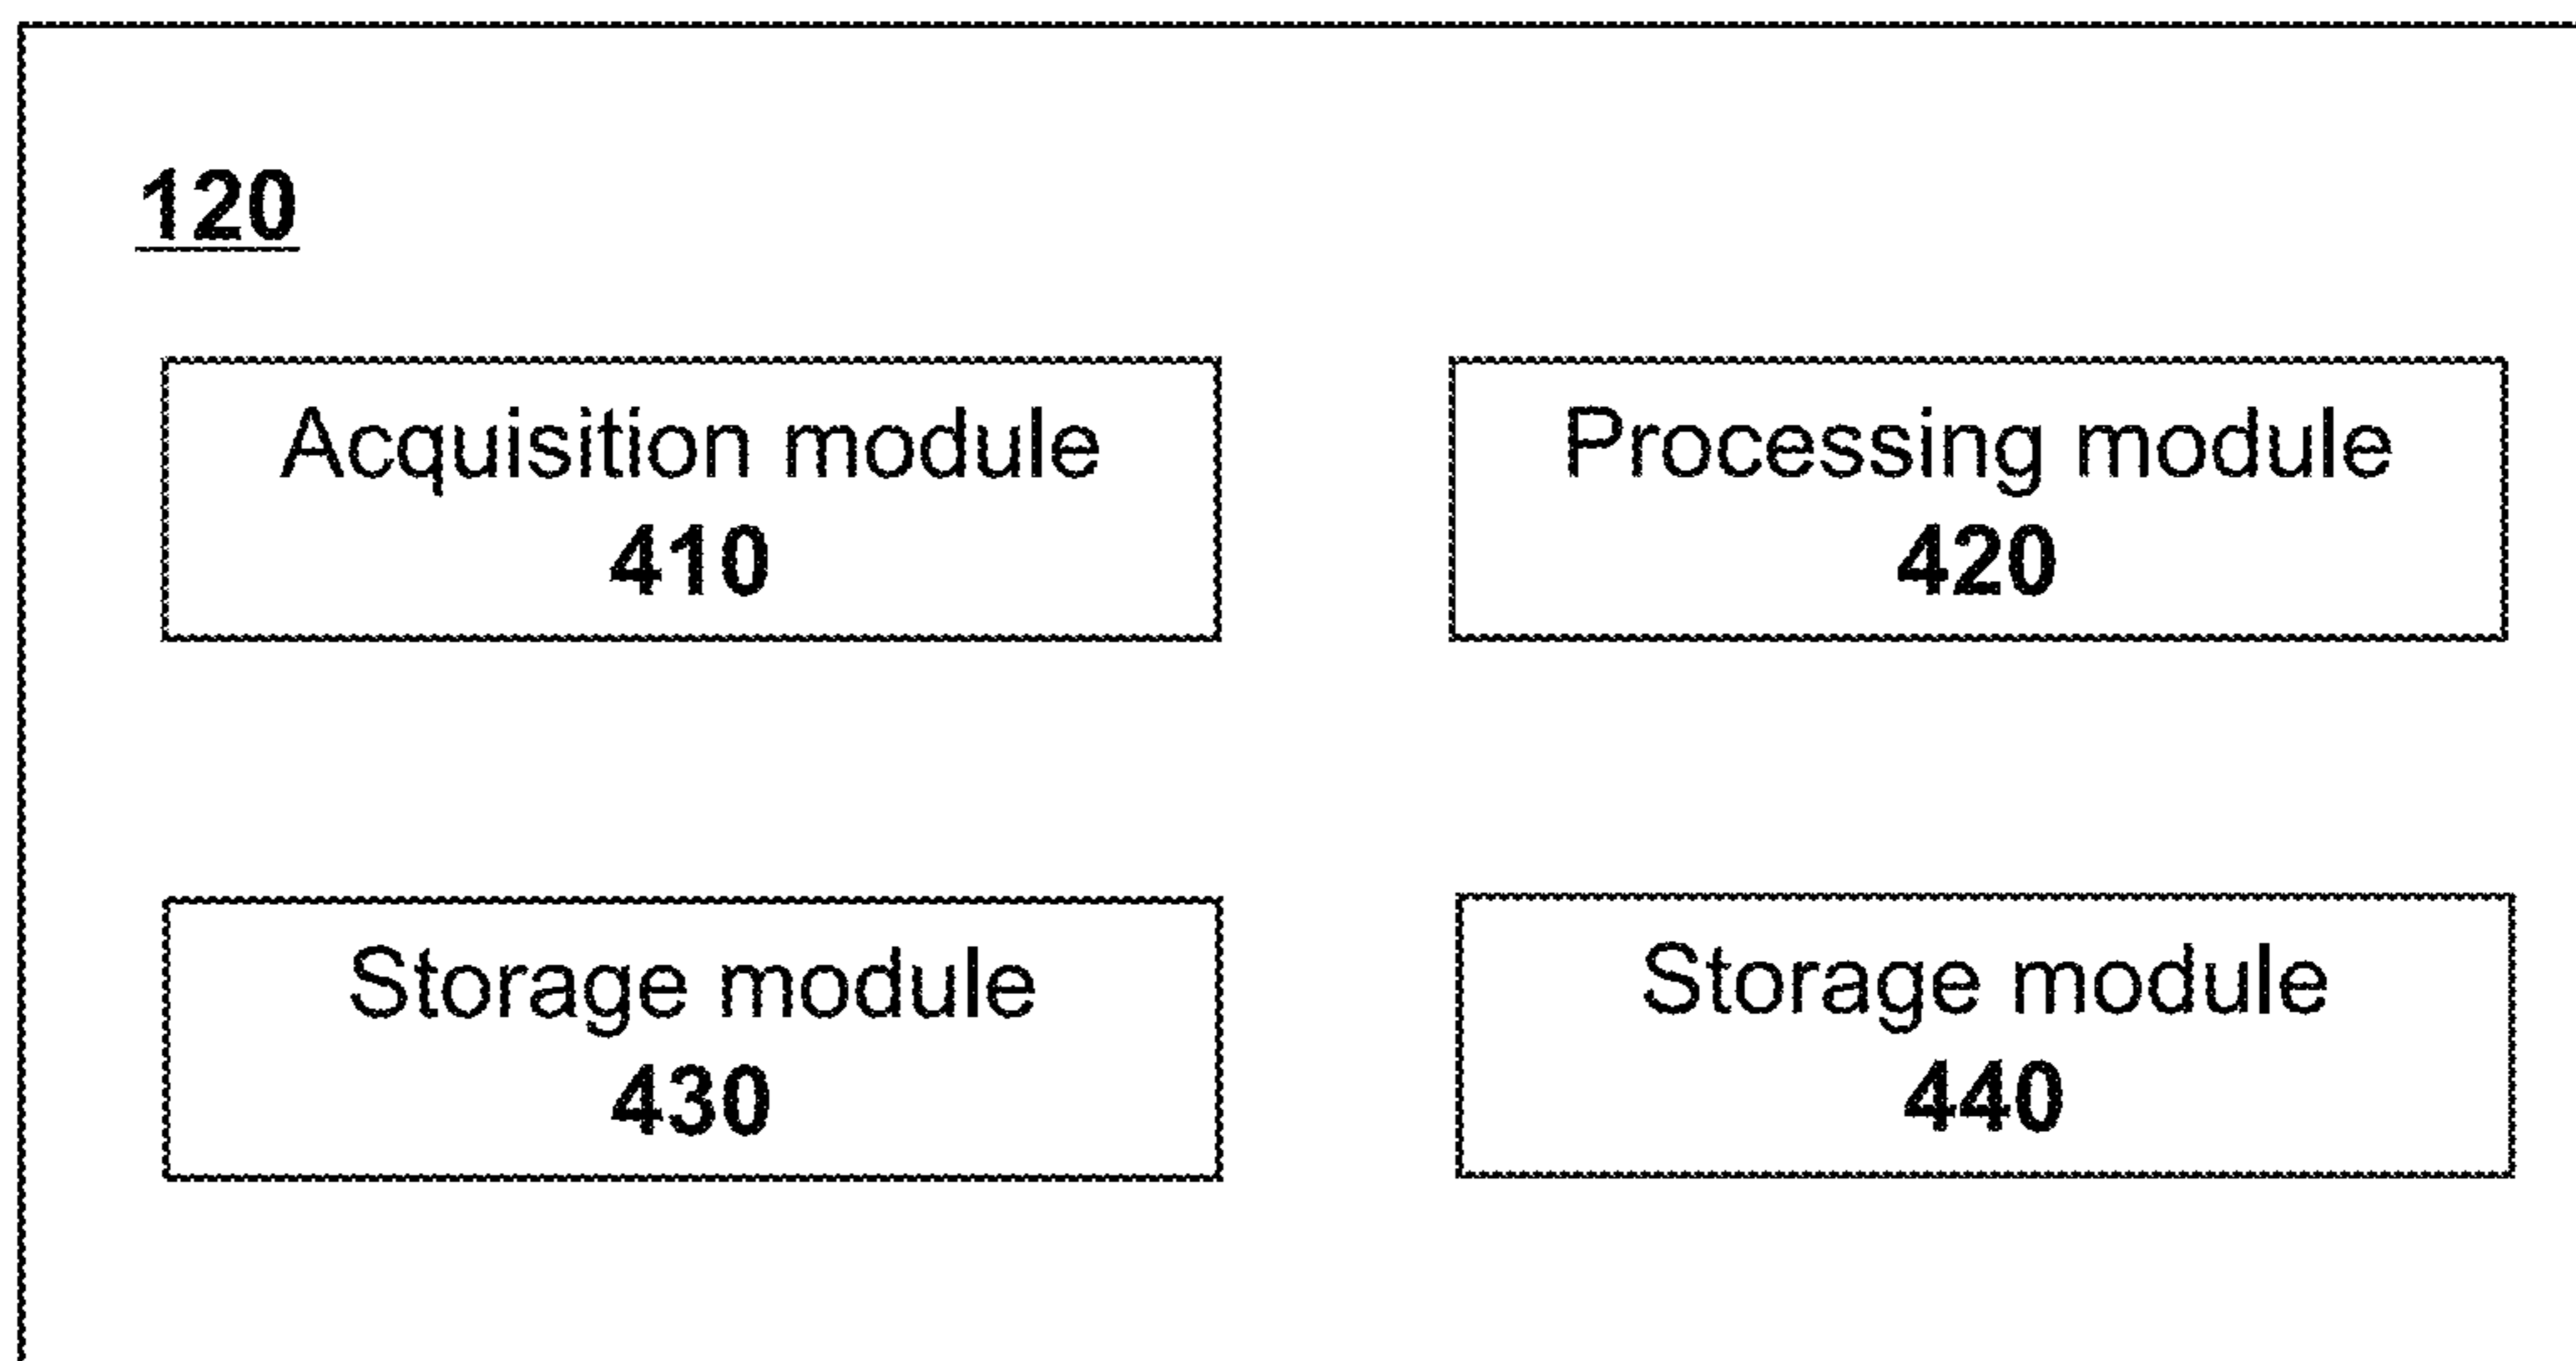 120
Acquisition module
410
Processing module
420
Storage module
430
Storage module
440